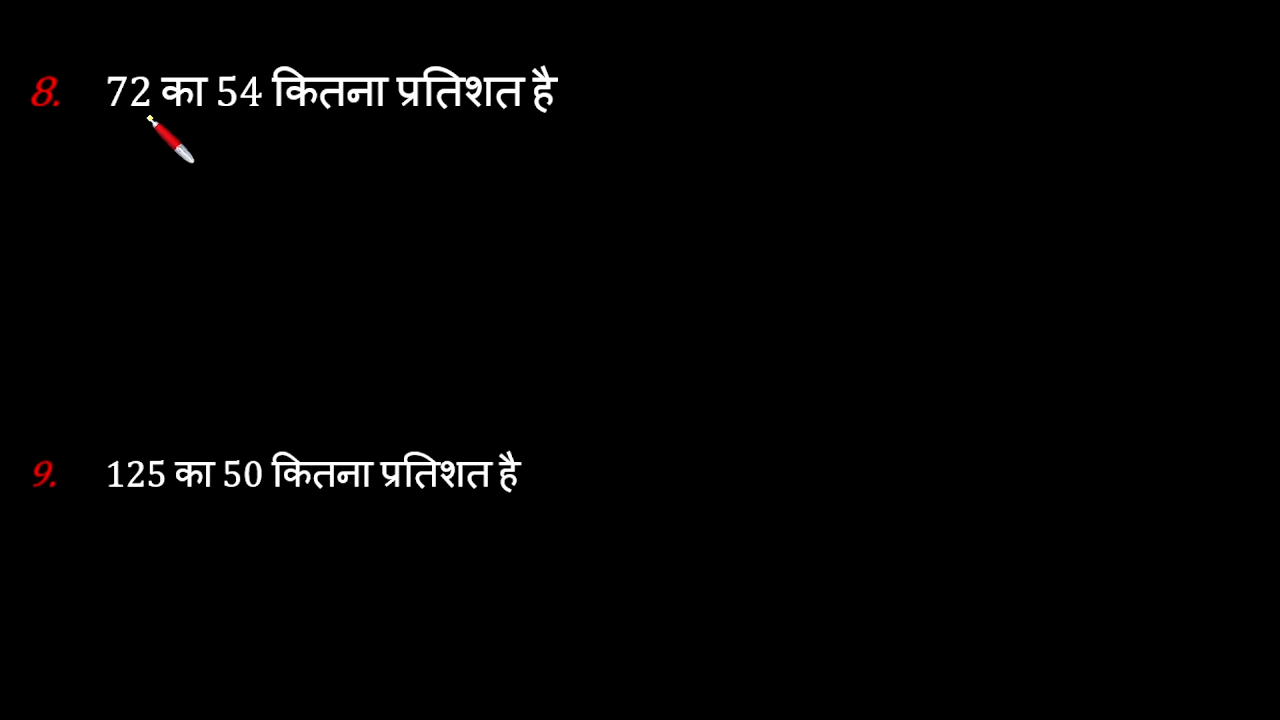 8. 72 का 54 कितना प्रतिशत है
9. 125 का 50 कितना प्रतिशत है